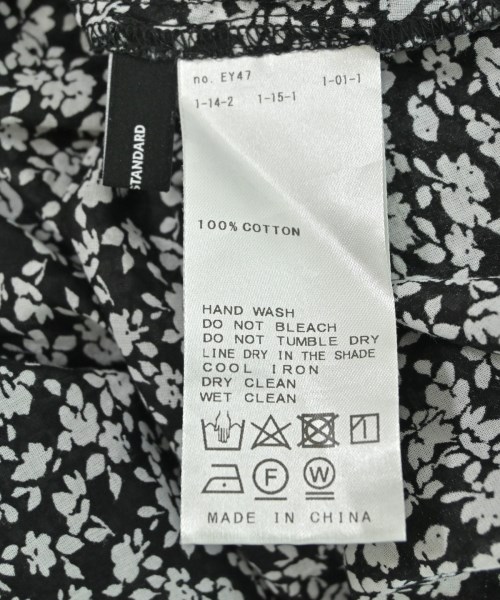 no. EY47 1-01-1
1-14-2 1-15-1
STANDARD
100% COTTON
HAND WASH
DO NOT BLEACH
DO NOT TUMBLE DRY
LINE DRY IN THE SHADE
COOL IRON
DRY CLEAN
WET CLEAN
F W
MADE IN CHINA